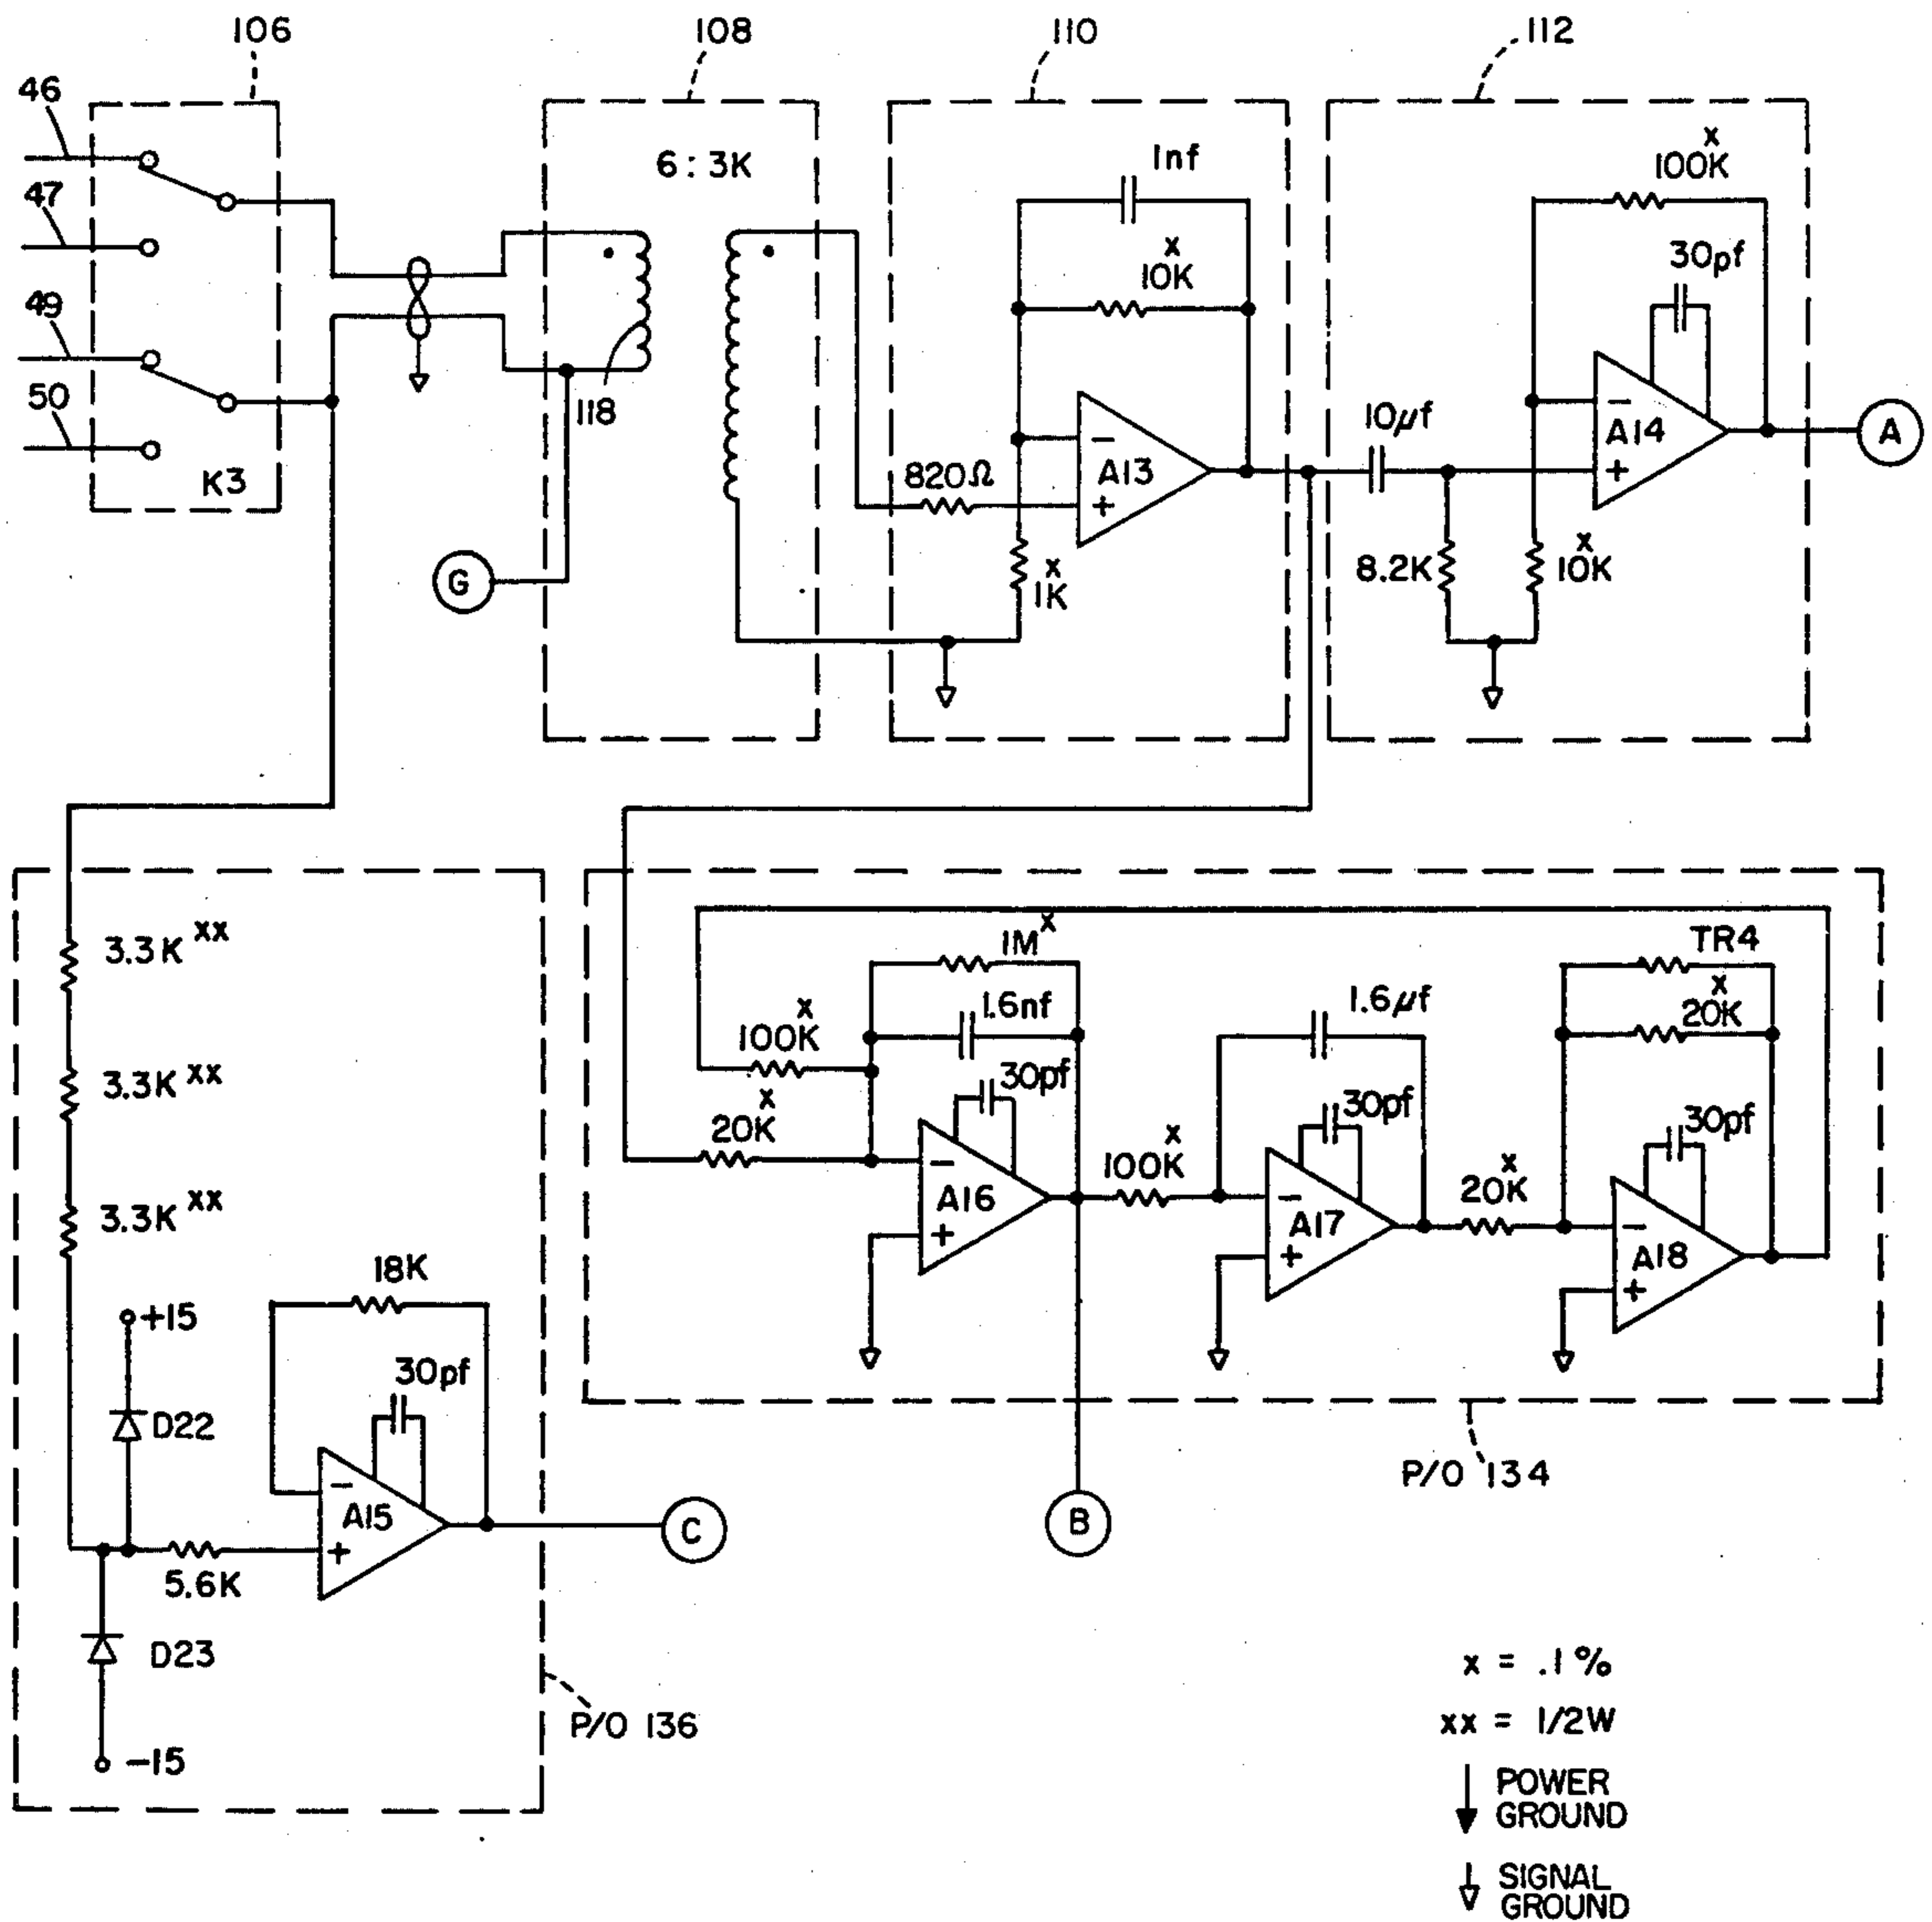 106
108
110
112
46
47
49
50
K3
6 : 3K
118
G
1nf
x
10K
820Ω
A13
−
+
x
1K
x
100K
30pf
10µf
A14
−
+
A
8.2K
x
10K
3.3K xx
3.3K xx
3.3K xx
18K
+15
30pf
D22
A15
−
+
5.6K
C
D23
−15
P/O 136
1M x
x
100K
1.6nf
30pf
x
20K
A16
−
+
B
x
100K
1.6µf
30pf
A17
−
+
x
20K
TR4
x
20K
30pf
A18
−
+
P/O 134
x = .1%
xx = 1/2W
POWER
GROUND
SIGNAL
GROUND